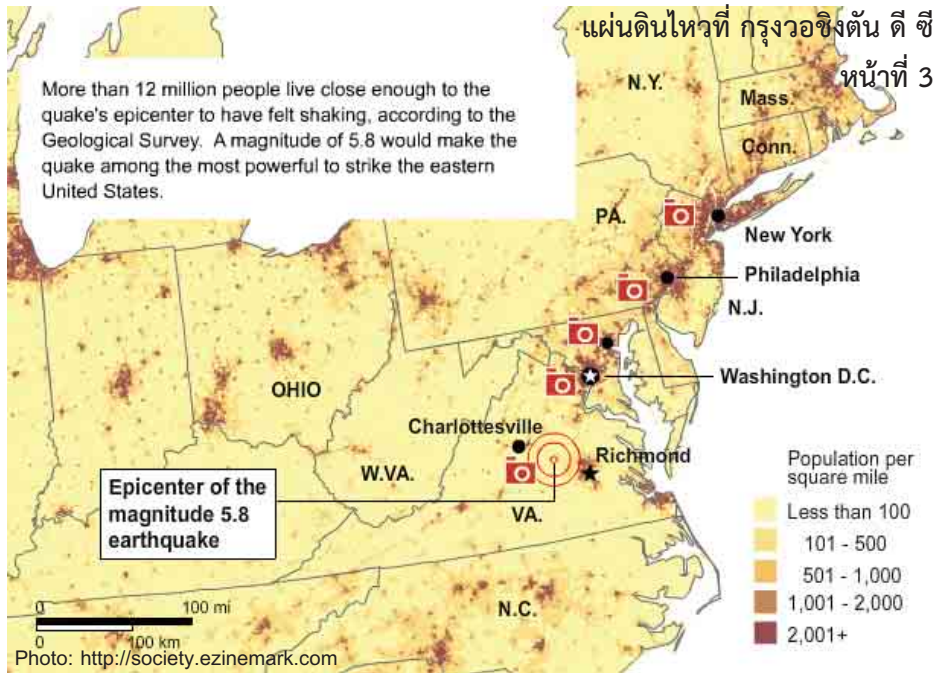 แผ่นดินไหวที่ กรุงวอชิงตัน ดี ซี
หน้าที่ 3
More than 12 million people live close enough to the
quake's epicenter to have felt shaking, according to the
Geological Survey. A magnitude of 5.8 would make the
quake among the most powerful to strike the eastern
United States.
N.Y.
Mass.
Conn.
PA.
New York
Philadelphia
N.J.
OHIO
Washington D.C.
Charlottesville
W.VA.
Richmond
Epicenter of the
magnitude 5.8
earthquake
VA.
Population per
square mile
Less than 100
101 - 500
501 - 1,000
1,001 - 2,000
2,001+
N.C.
0 100 mi
0 100 km
Photo: http://society.ezinemark.com